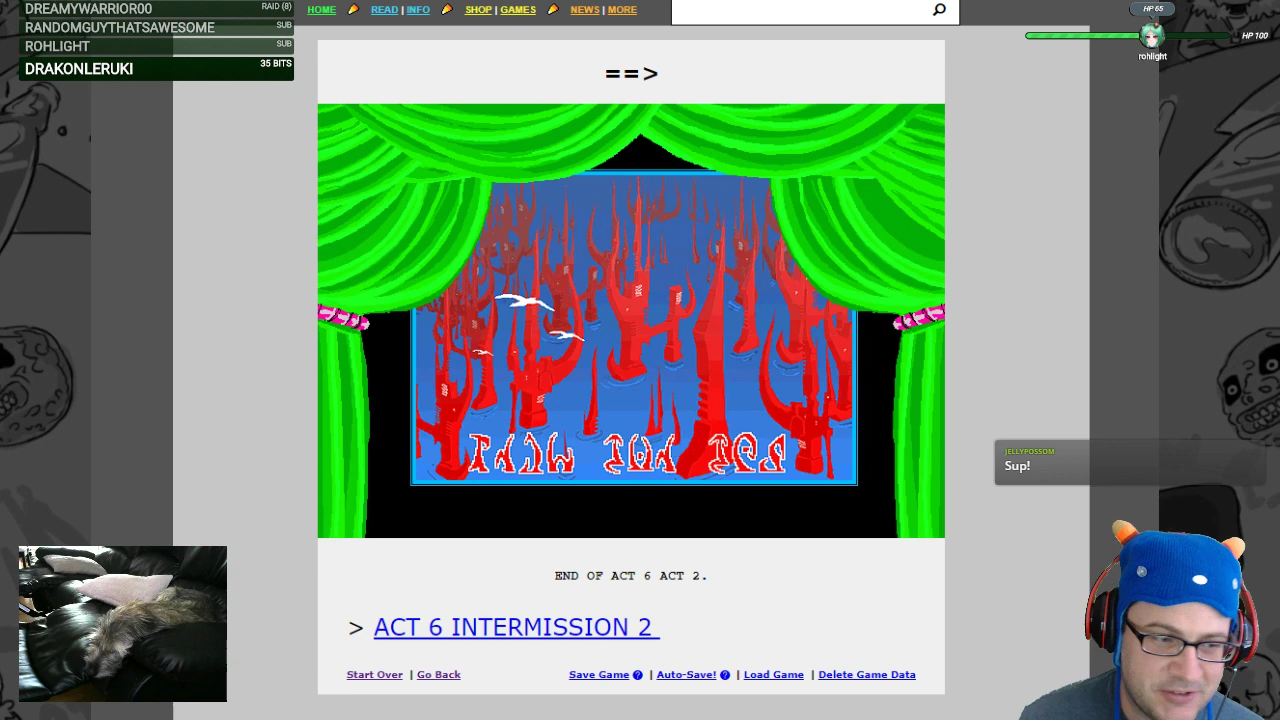 DREAMYWARRIOR00 RAID (8)
RANDOMGUYTHATSAWESOME SUB
ROHLIGHT SUB
DRAKONLERUKI 35 BITS
HOME READ | INFO SHOP | GAMES NEWS | MORE
HP 65
HP 100
rohlight
==>
JELLYPOSSOM
Sup!
END OF ACT 6 ACT 2.
> ACT 6 INTERMISSION 2
Start Over | Go Back Save Game ? | Auto-Save! ? | Load Game | Delete Game Data